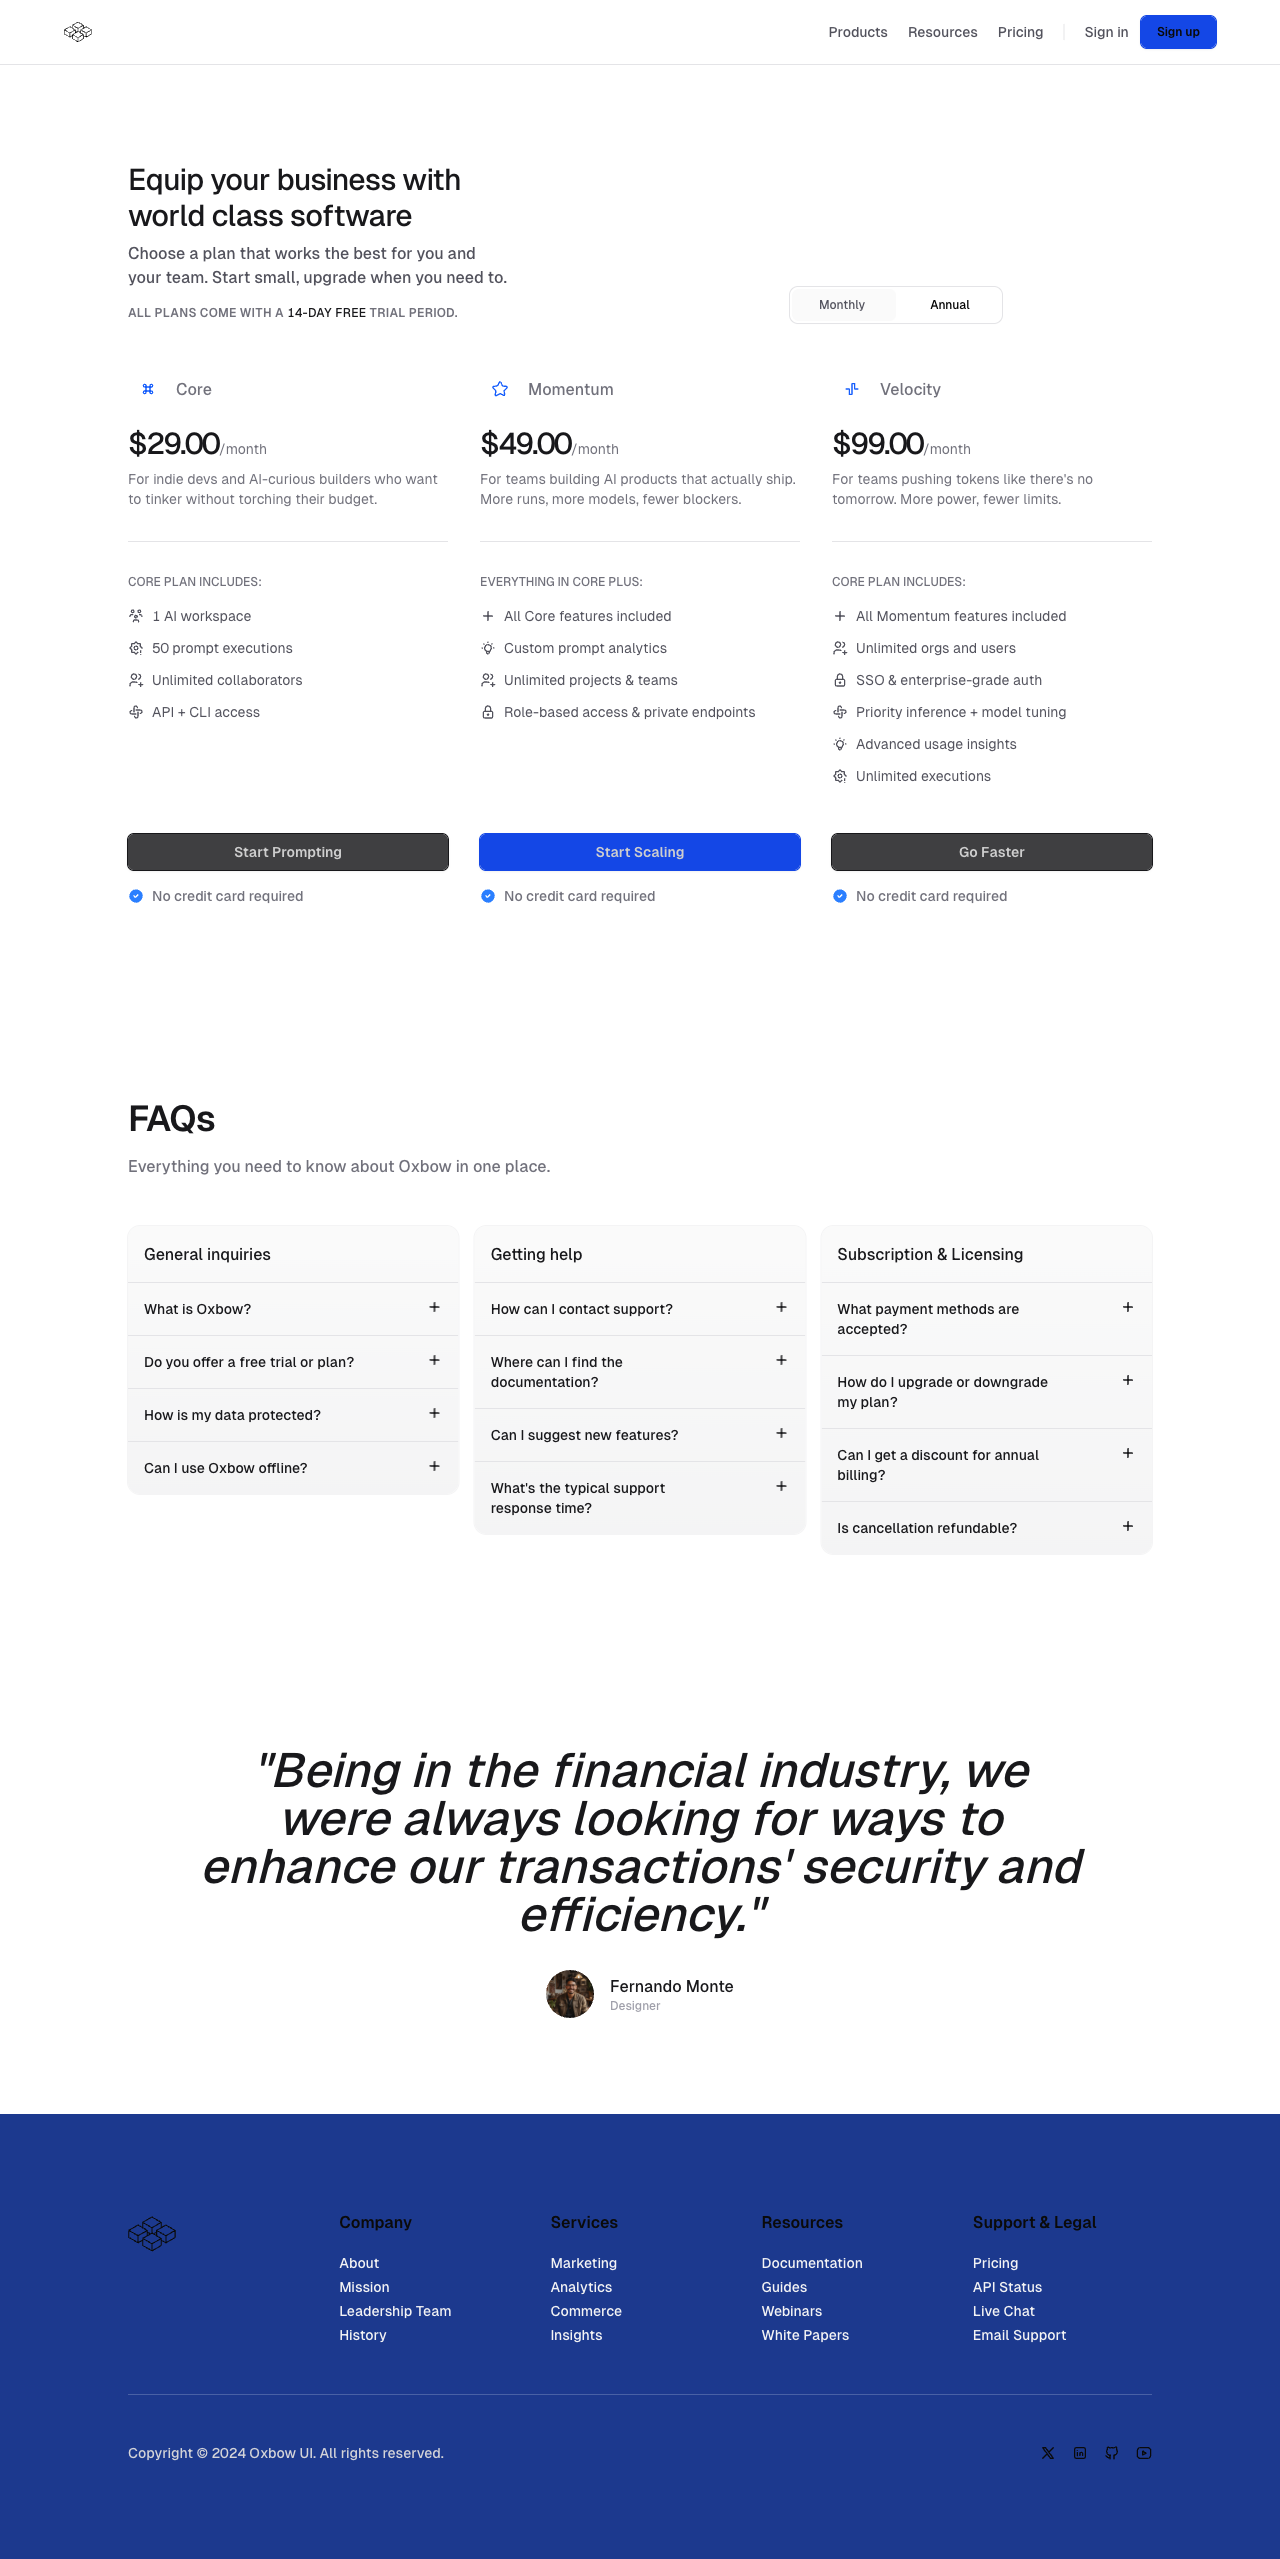 Products Resources Pricing Sign in Sign up
Equip your business with
world class software
Choose a plan that works the best for you and
your team. Start small, upgrade when you need to.
ALL PLANS COME WITH A 14-DAY FREE TRIAL PERIOD.
Monthly Annual
Core
$29.00/month
For indie devs and AI-curious builders who want
to tinker without torching their budget.
CORE PLAN INCLUDES:
1 AI workspace
50 prompt executions
Unlimited collaborators
API + CLI access
Start Prompting
No credit card required
Momentum
$49.00/month
For teams building AI products that actually ship.
More runs, more models, fewer blockers.
EVERYTHING IN CORE PLUS:
All Core features included
Custom prompt analytics
Unlimited projects & teams
Role-based access & private endpoints
Start Scaling
No credit card required
Velocity
$99.00/month
For teams pushing tokens like there's no
tomorrow. More power, fewer limits.
CORE PLAN INCLUDES:
All Momentum features included
Unlimited orgs and users
SSO & enterprise-grade auth
Priority inference + model tuning
Advanced usage insights
Unlimited executions
Go Faster
No credit card required
FAQs
Everything you need to know about Oxbow in one place.
General inquiries
What is Oxbow?
Do you offer a free trial or plan?
How is my data protected?
Can I use Oxbow offline?
Getting help
How can I contact support?
Where can I find the
documentation?
Can I suggest new features?
What's the typical support
response time?
Subscription & Licensing
What payment methods are
accepted?
How do I upgrade or downgrade
my plan?
Can I get a discount for annual
billing?
Is cancellation refundable?
"Being in the financial industry, we
were always looking for ways to
enhance our transactions' security and
efficiency."
Fernando Monte
Designer
Company
About
Mission
Leadership Team
History
Services
Marketing
Analytics
Commerce
Insights
Resources
Documentation
Guides
Webinars
White Papers
Support & Legal
Pricing
API Status
Live Chat
Email Support
Copyright © 2024 Oxbow UI. All rights reserved.